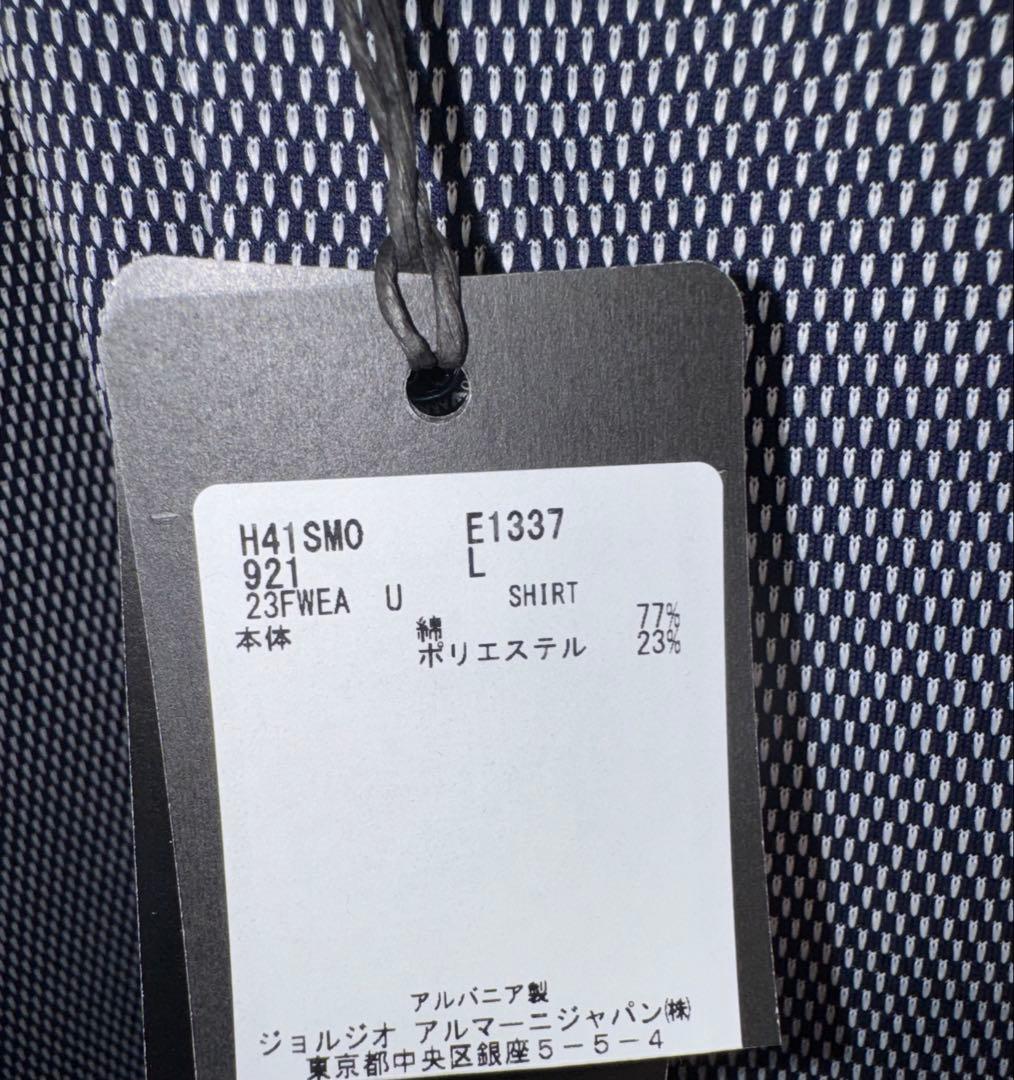 H41SM0 E1337
921 L
23FWEA U SHIRT
本体 綿 77%
ポリエステル 23%
アルバニア製
ジョルジオ アルマーニジャパン㈱
東京都中央区銀座5-5-4